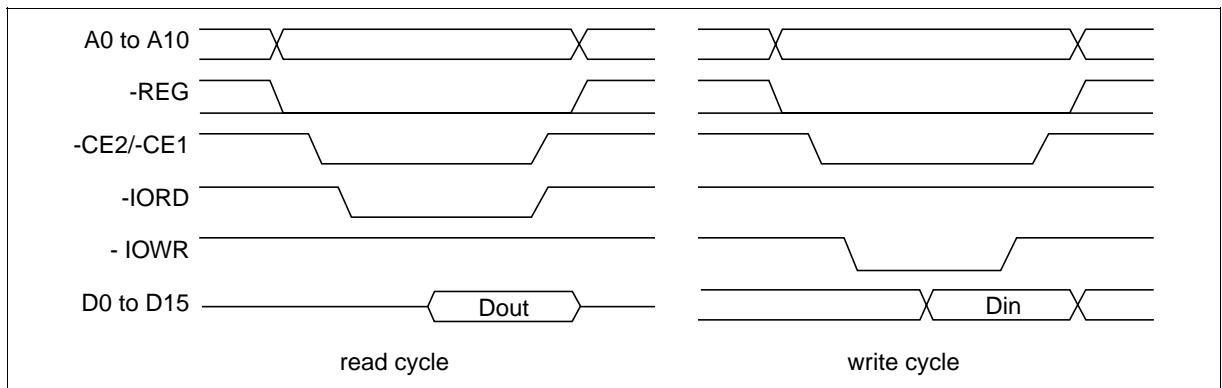 A0 to A10
-REG
-CE2/-CE1
-IORD
- IOWR
D0 to D15
Dout
Din
read cycle
write cycle